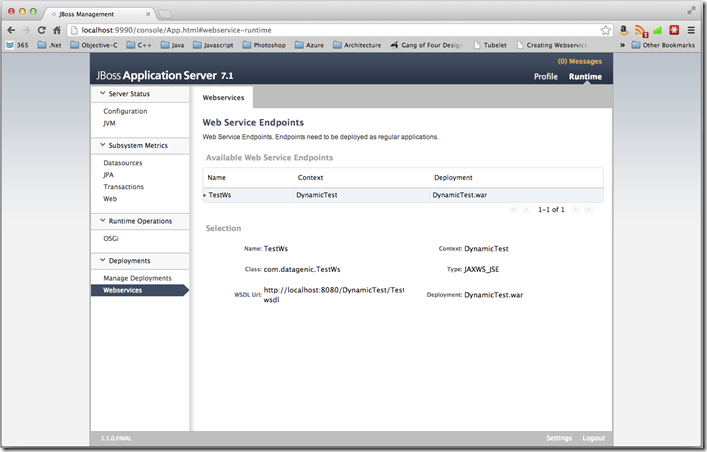 JBoss Management
localhost:9990/console/App.html#webservice-runtime
365 .Net Objective-C C++ Java Javascript Photoshop Azure Architecture Gang of Four Design Tubelet Creating Webservice » Other Bookmarks
(0) Messages
JBoss Application Server 7.1
Profile Runtime
Server Status
Configuration
JVM
Subsystem Metrics
Datasources
JPA
Transactions
Web
Runtime Operations
OSGi
Deployments
Manage Deployments
Webservices
Webservices
Web Service Endpoints
Web Service Endpoints. Endpoints need to be deployed as regular applications.
Available Web Service Endpoints
Name Context Deployment
TestWs DynamicTest DynamicTest.war
1-1 of 1
Selection
Name: TestWs Context: DynamicTest
Class: com.datagenic.TestWs Type: JAXWS_JSE
WSDL Url: http://localhost:8080/DynamicTest/Test
wsdl Deployment: DynamicTest.war
1.1.0.FINAL Settings Logout